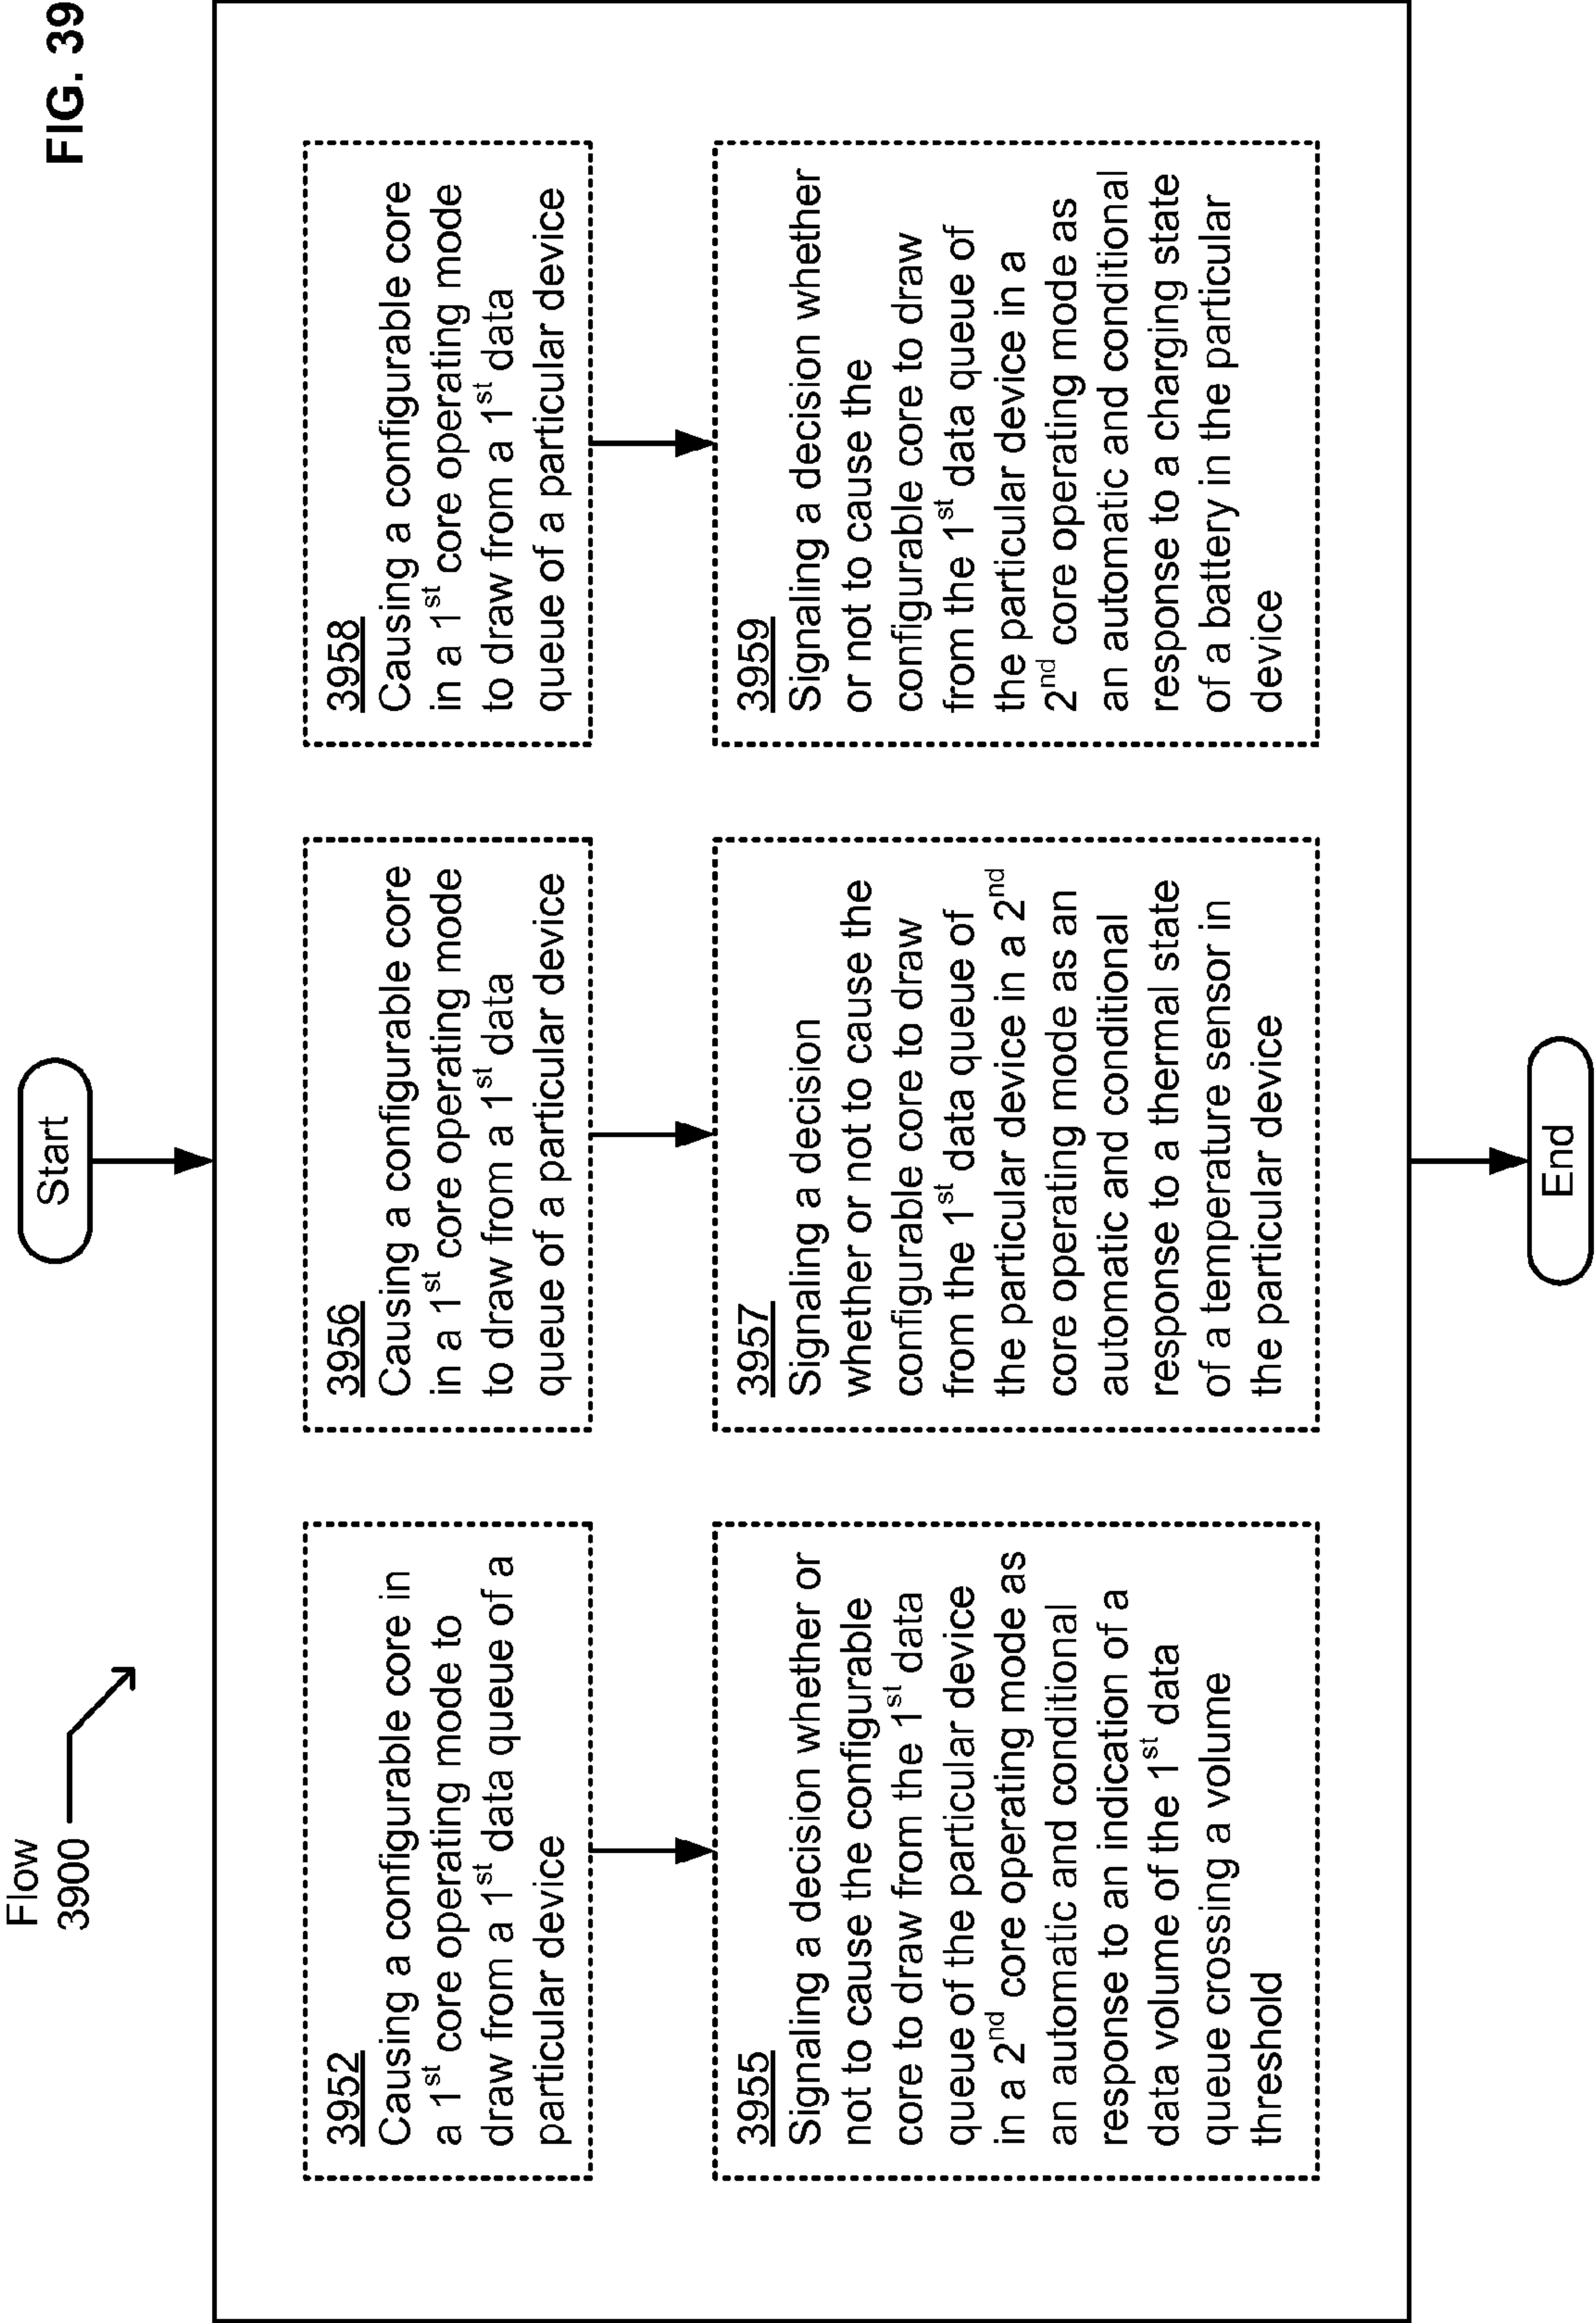 FIG. 39
Flow
3900
Start
3952
Causing a configurable core in
a 1st core operating mode to
draw from a 1st data queue of a
particular device
3955
Signaling a decision whether or
not to cause the configurable
core to draw from the 1st data
queue of the particular device
in a 2nd core operating mode as
an automatic and conditional
response to an indication of a
data volume of the 1st data
queue crossing a volume
threshold
3956
Causing a configurable core
in a 1st core operating mode
to draw from a 1st data
queue of a particular device
3957
Signaling a decision
whether or not to cause the
configurable core to draw
from the 1st data queue of
the particular device in a 2nd
core operating mode as an
automatic and conditional
response to a thermal state
of a temperature sensor in
the particular device
3958
Causing a configurable core
in a 1st core operating mode
to draw from a 1st data
queue of a particular device
3959
Signaling a decision whether
or not to cause the
configurable core to draw
from the 1st data queue of
the particular device in a
2nd core operating mode as
an automatic and conditional
response to a charging state
of a battery in the particular
device
End